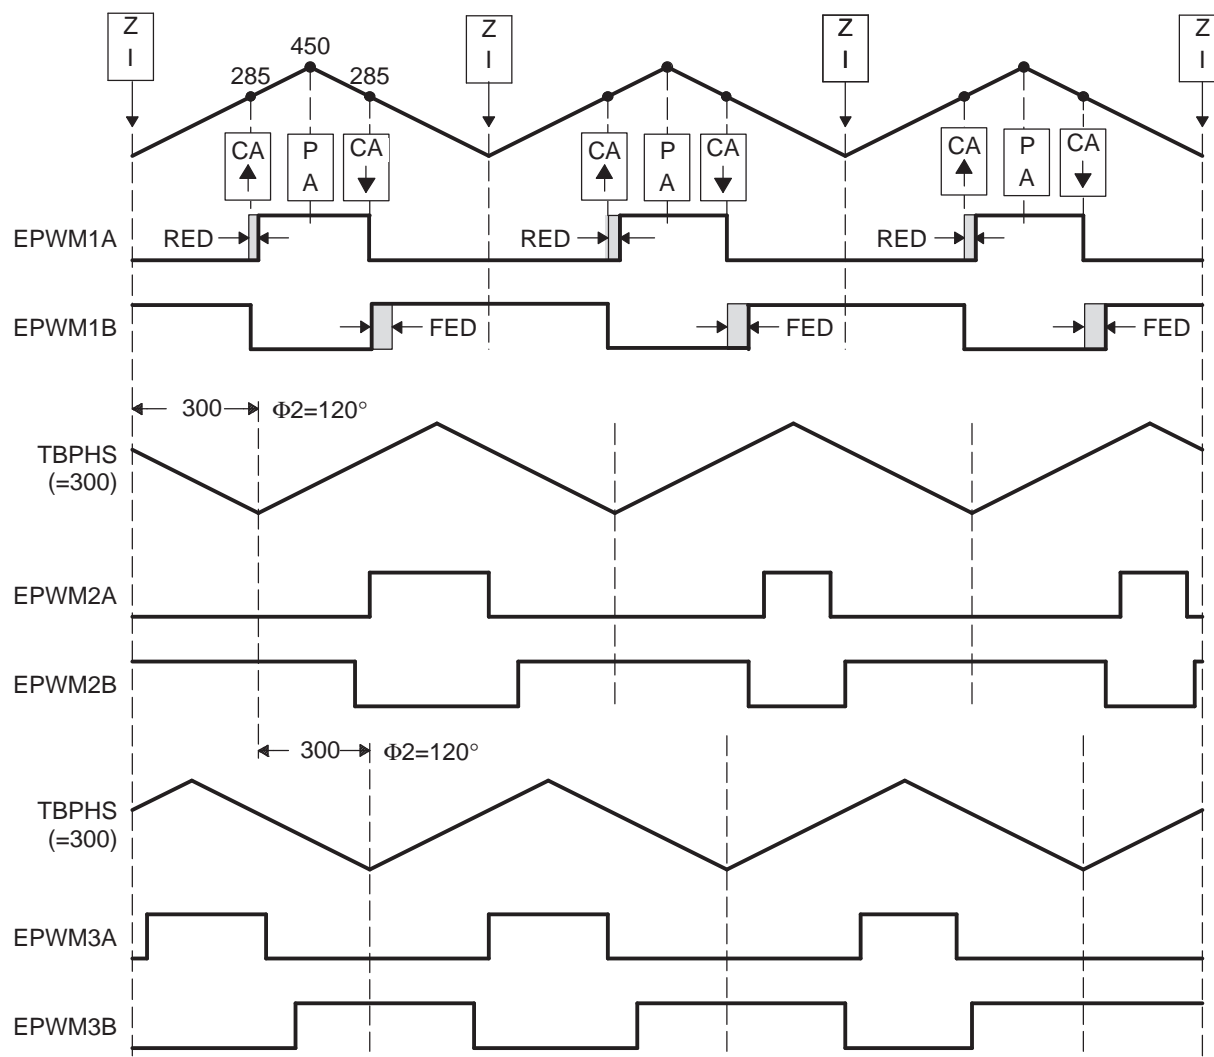 Z
I
Z
I
Z
I
Z
I
450
285
285
CA
P
A
CA
CA
P
A
CA
CA
P
A
CA
EPWM1A
RED
RED
RED
EPWM1B
FED
FED
FED
300
Φ2=120°
TBPHS
(=300)
EPWM2A
EPWM2B
300
Φ2=120°
TBPHS
(=300)
EPWM3A
EPWM3B